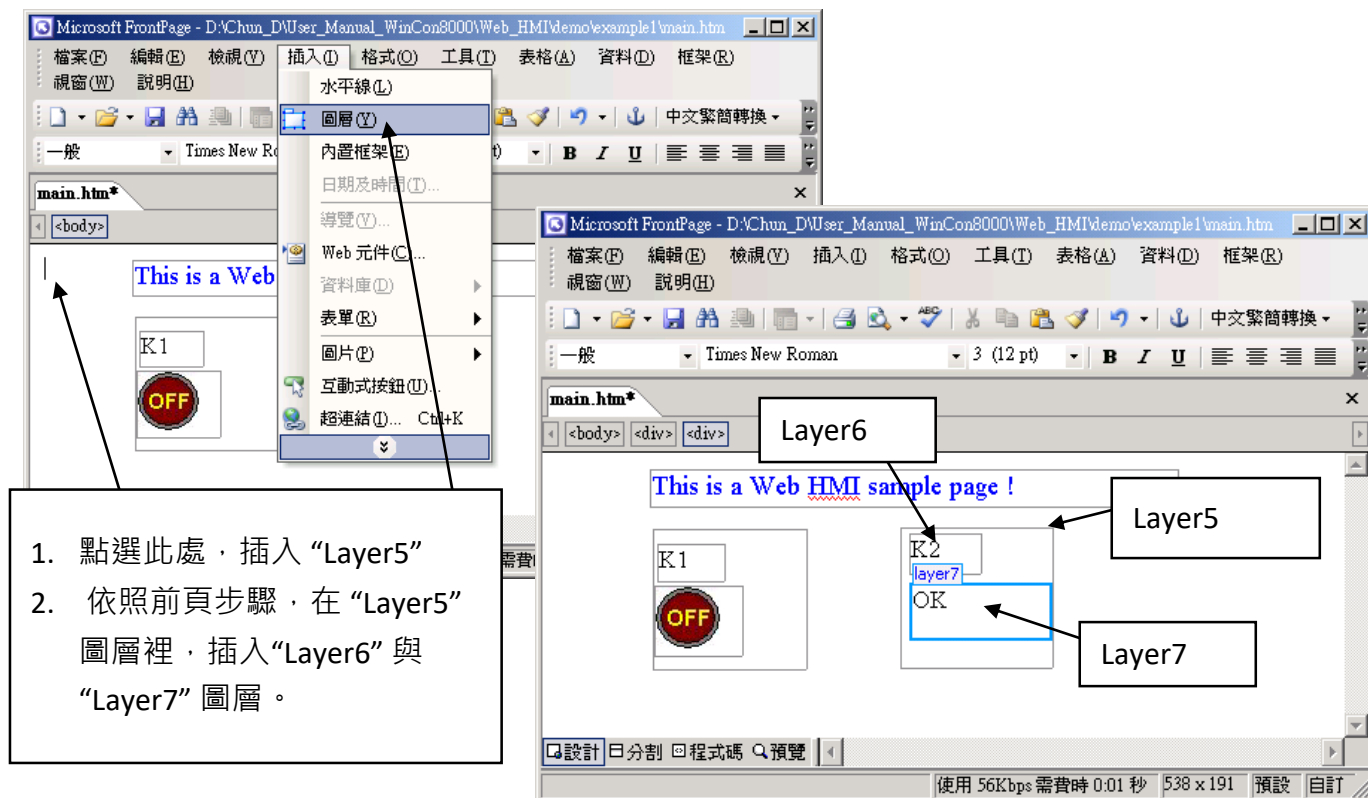 Microsoft FrontPage - D:\Chun_D\User_Manual_WinCon8000\Web_HMI\demo\example1\main.htm
檔案(F) 編輯(E) 檢視(V) 插入(I) 格式(O) 工具(T) 表格(A) 資料(D) 框架(R)
視窗(W) 說明(H)
中文繁簡轉換
一般 Times New Ro t) B I U
main.htm*
<body>
水平線(L)
圖層(Y)
內置框架(E)
日期及時間(T)...
導覽(V)...
Web 元件(C)...
資料庫(D)
表單(R)
圖片(P)
互動式按鈕(U)...
超連結(I)... Ctrl+K
This is a Web
K1
OFF
需費
1. 點選此處，插入 “Layer5”
2. 依照前頁步驟，在 “Layer5”
圖層裡，插入“Layer6” 與
“Layer7” 圖層。
Microsoft FrontPage - D:\Chun_D\User_Manual_WinCon8000\Web_HMI\demo\example1\main.htm
檔案(F) 編輯(E) 檢視(V) 插入(I) 格式(O) 工具(T) 表格(A) 資料(D) 框架(R)
視窗(W) 說明(H)
ABC 中文繁簡轉換
一般 Times New Roman 3 (12 pt) B I U
main.htm*
<body> <div> <div>
Layer6
This is a Web HMI sample page !
Layer5
K1
OFF
K2
layer7
OK
Layer7
設計 分割 程式碼 預覽
使用 56Kbps 需費時 0:01 秒 538 x 191 預設 自訂